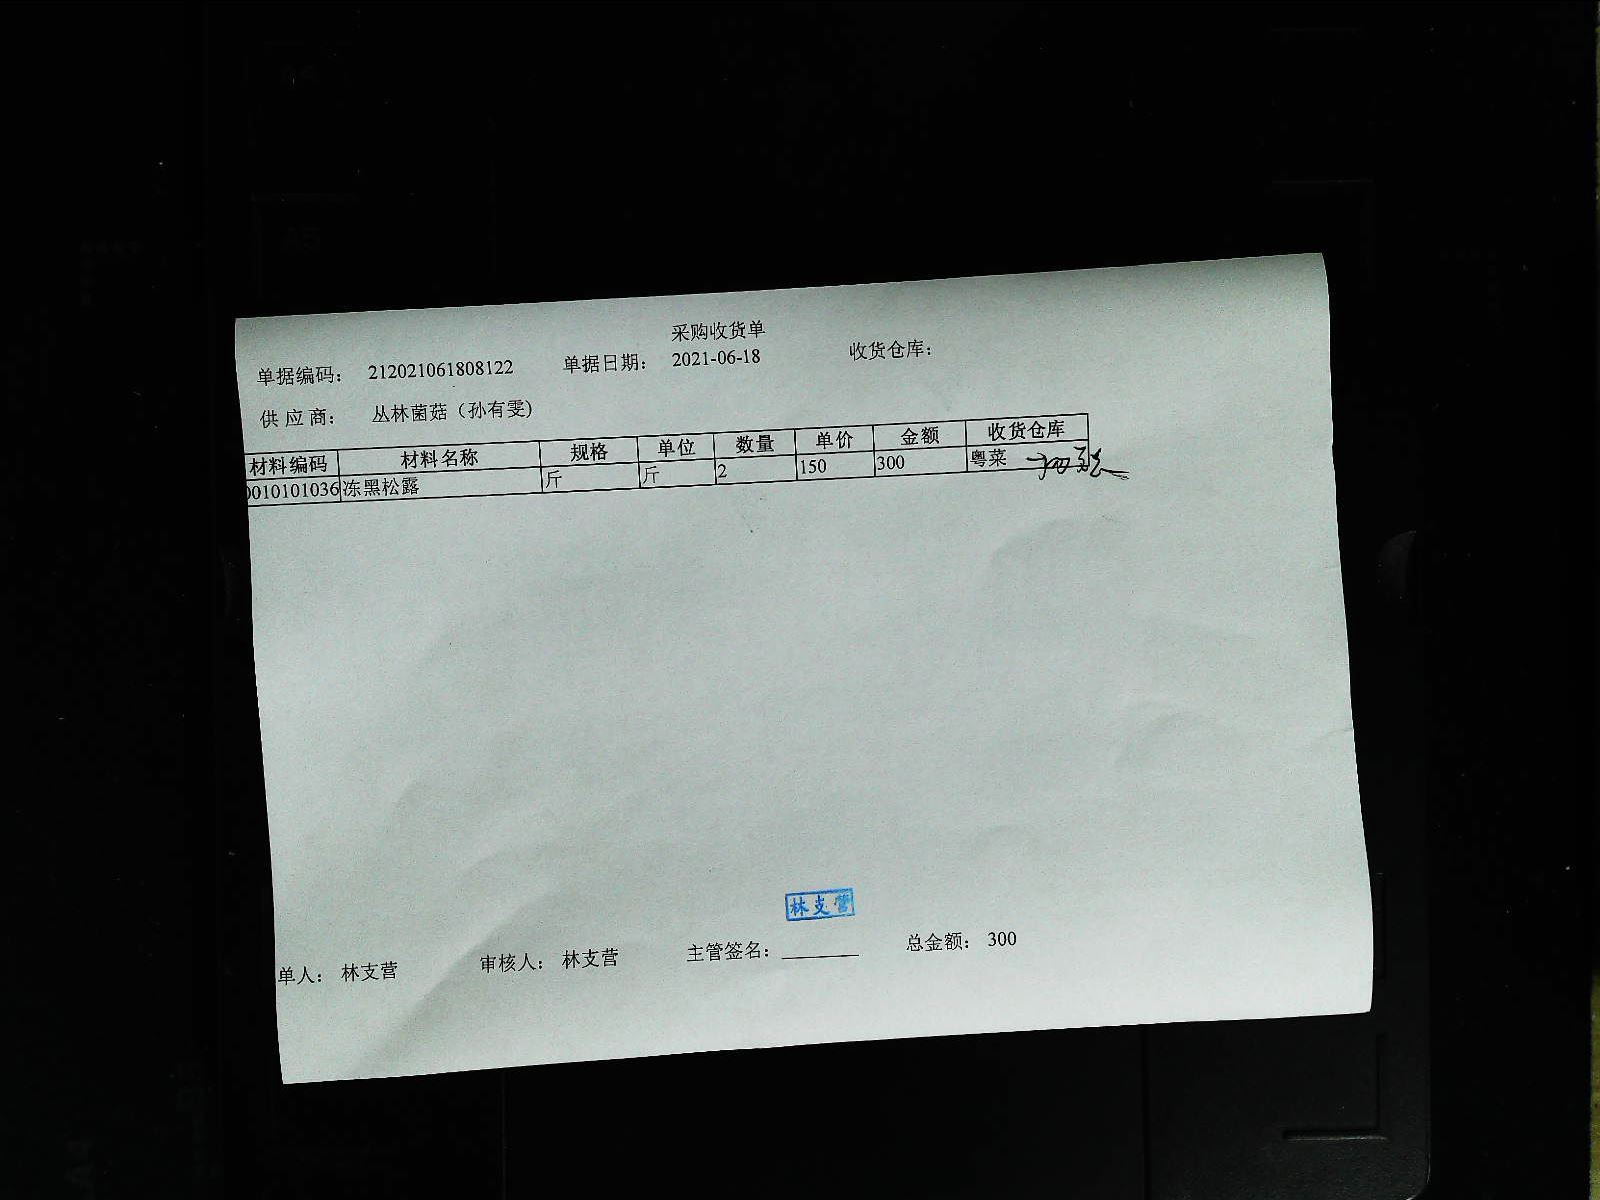 采购收货单
单据编码： 212021061808122 单据日期： 2021-06-18 收货仓库：
供 应 商： 丛林菌菇（孙有雯）
材料编码 材料名称 规格 单位 数量 单价 金额 收货仓库
0010101036 冻黑松露 斤 斤 2 150 300 粤菜
林支营
单人： 林支营 审核人： 林支营 主管签名： 总金额： 300